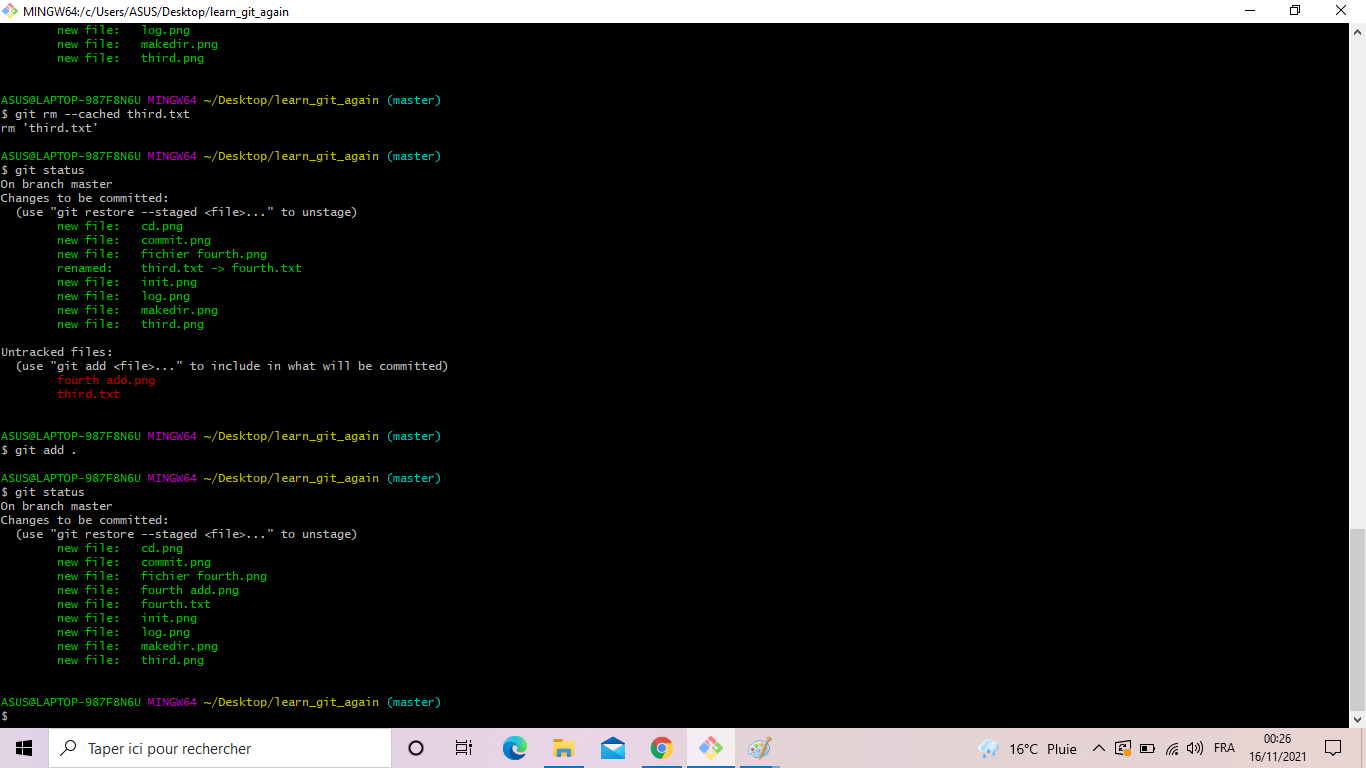 MINGW64:/c/Users/ASUS/Desktop/learn_git_again
new file:   log.png
new file:   makedir.png
new file:   third.png
ASUS@LAPTOP-987F8N6U MINGW64 ~/Desktop/learn_git_again (master)
$ git rm --cached third.txt
rm 'third.txt'
ASUS@LAPTOP-987F8N6U MINGW64 ~/Desktop/learn_git_again (master)
$ git status
On branch master
Changes to be committed:
  (use "git restore --staged <file>..." to unstage)
        new file:   cd.png
        new file:   commit.png
        new file:   fichier fourth.png
        renamed:    third.txt -> fourth.txt
        new file:   init.png
        new file:   log.png
        new file:   makedir.png
        new file:   third.png
Untracked files:
  (use "git add <file>..." to include in what will be committed)
        fourth add.png
        third.txt
ASUS@LAPTOP-987F8N6U MINGW64 ~/Desktop/learn_git_again (master)
$ git add .
ASUS@LAPTOP-987F8N6U MINGW64 ~/Desktop/learn_git_again (master)
$ git status
On branch master
Changes to be committed:
  (use "git restore --staged <file>..." to unstage)
        new file:   cd.png
        new file:   commit.png
        new file:   fichier fourth.png
        new file:   fourth add.png
        new file:   fourth.txt
        new file:   init.png
        new file:   log.png
        new file:   makedir.png
        new file:   third.png
ASUS@LAPTOP-987F8N6U MINGW64 ~/Desktop/learn_git_again (master)
$
Taper ici pour rechercher
16°C Pluie
FRA
00:26
16/11/2021